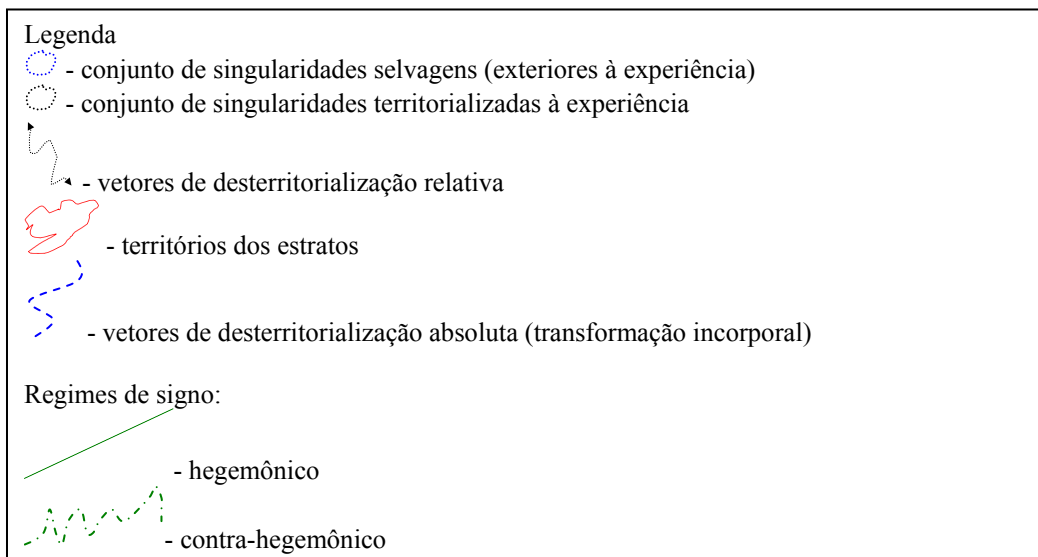 Legenda
- conjunto de singularidades selvagens (exteriores à experiência)
- conjunto de singularidades territorializadas à experiência
- vetores de desterritorialização relativa
- territórios dos estratos
- vetores de desterritorialização absoluta (transformação incorporal)
Regimes de signo:
- hegemônico
- contra-hegemônico